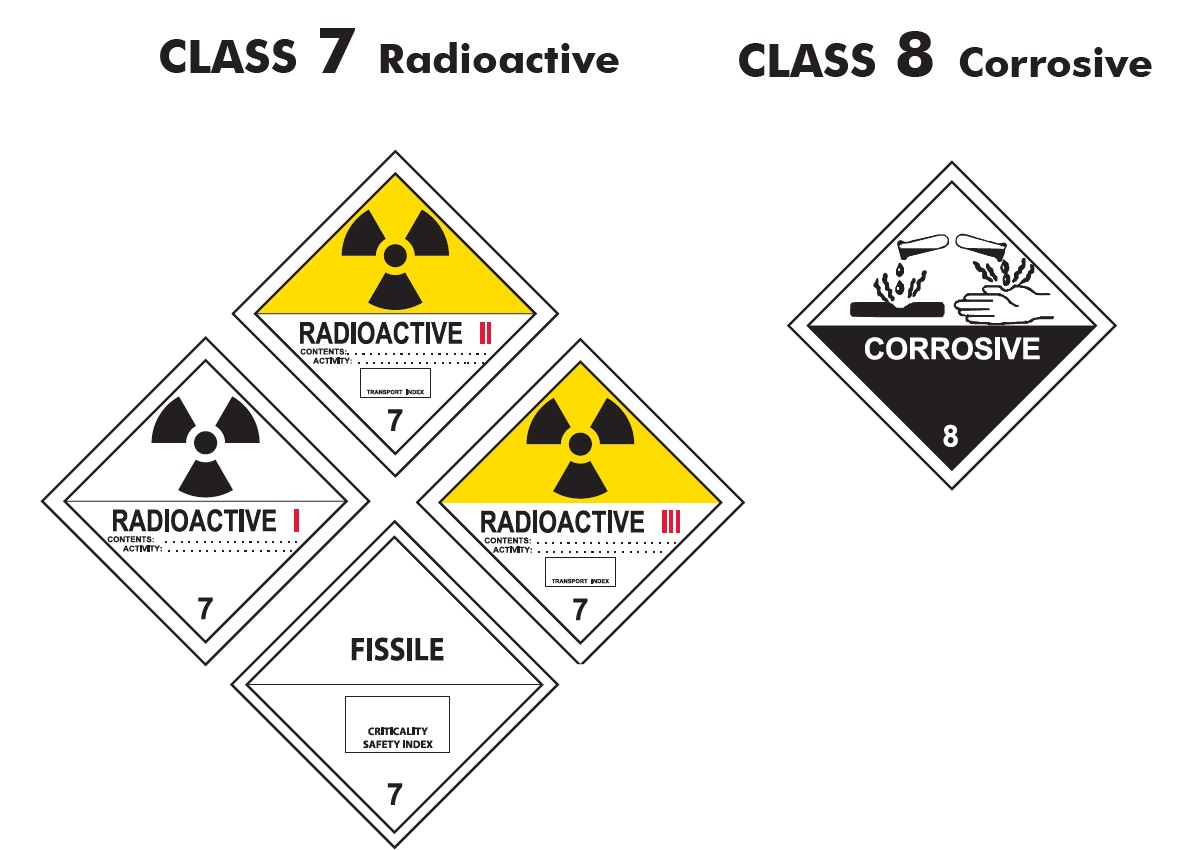 CLASS 7 Radioactive
CLASS 8 Corrosive
RADIOACTIVE II
CONTENTS:
ACTIVITY:
TRANSPORT INDEX
7
RADIOACTIVE I
CONTENTS:
ACTIVITY:
7
RADIOACTIVE III
CONTENTS:
ACTIVITY:
TRANSPORT INDEX
7
FISSILE
CRITICALITY
SAFETY INDEX
7
CORROSIVE
8